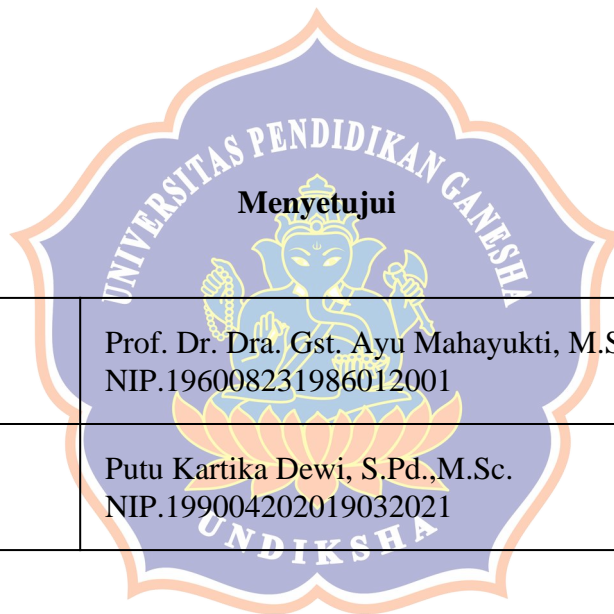 UNIVERSITAS PENDIDIKAN GANESHA
Menyetujui
Prof. Dr. Dra. Gst. Ayu Mahayukti, M.S
NIP.196008231986012001
Putu Kartika Dewi, S.Pd.,M.Sc.
NIP.199004202019032021
UNDIKSHA